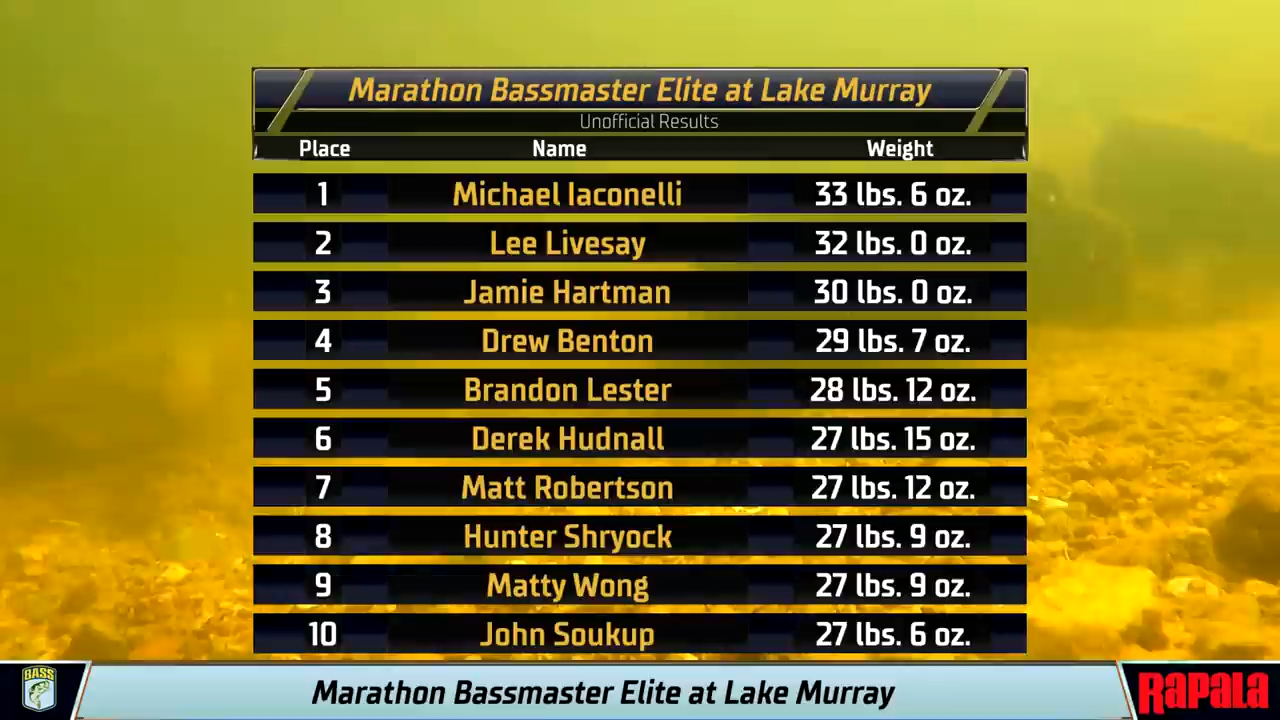 Marathon Bassmaster Elite at Lake Murray
Unofficial Results
Place Name Weight
1 Michael Iaconelli 33 lbs. 6 oz.
2 Lee Livesay 32 lbs. 0 oz.
3 Jamie Hartman 30 lbs. 0 oz.
4 Drew Benton 29 lbs. 7 oz.
5 Brandon Lester 28 lbs. 12 oz.
6 Derek Hudnall 27 lbs. 15 oz.
7 Matt Robertson 27 lbs. 12 oz.
8 Hunter Shryock 27 lbs. 9 oz.
9 Matty Wong 27 lbs. 9 oz.
10 John Soukup 27 lbs. 6 oz.
BASS
Marathon Bassmaster Elite at Lake Murray
RAPALA